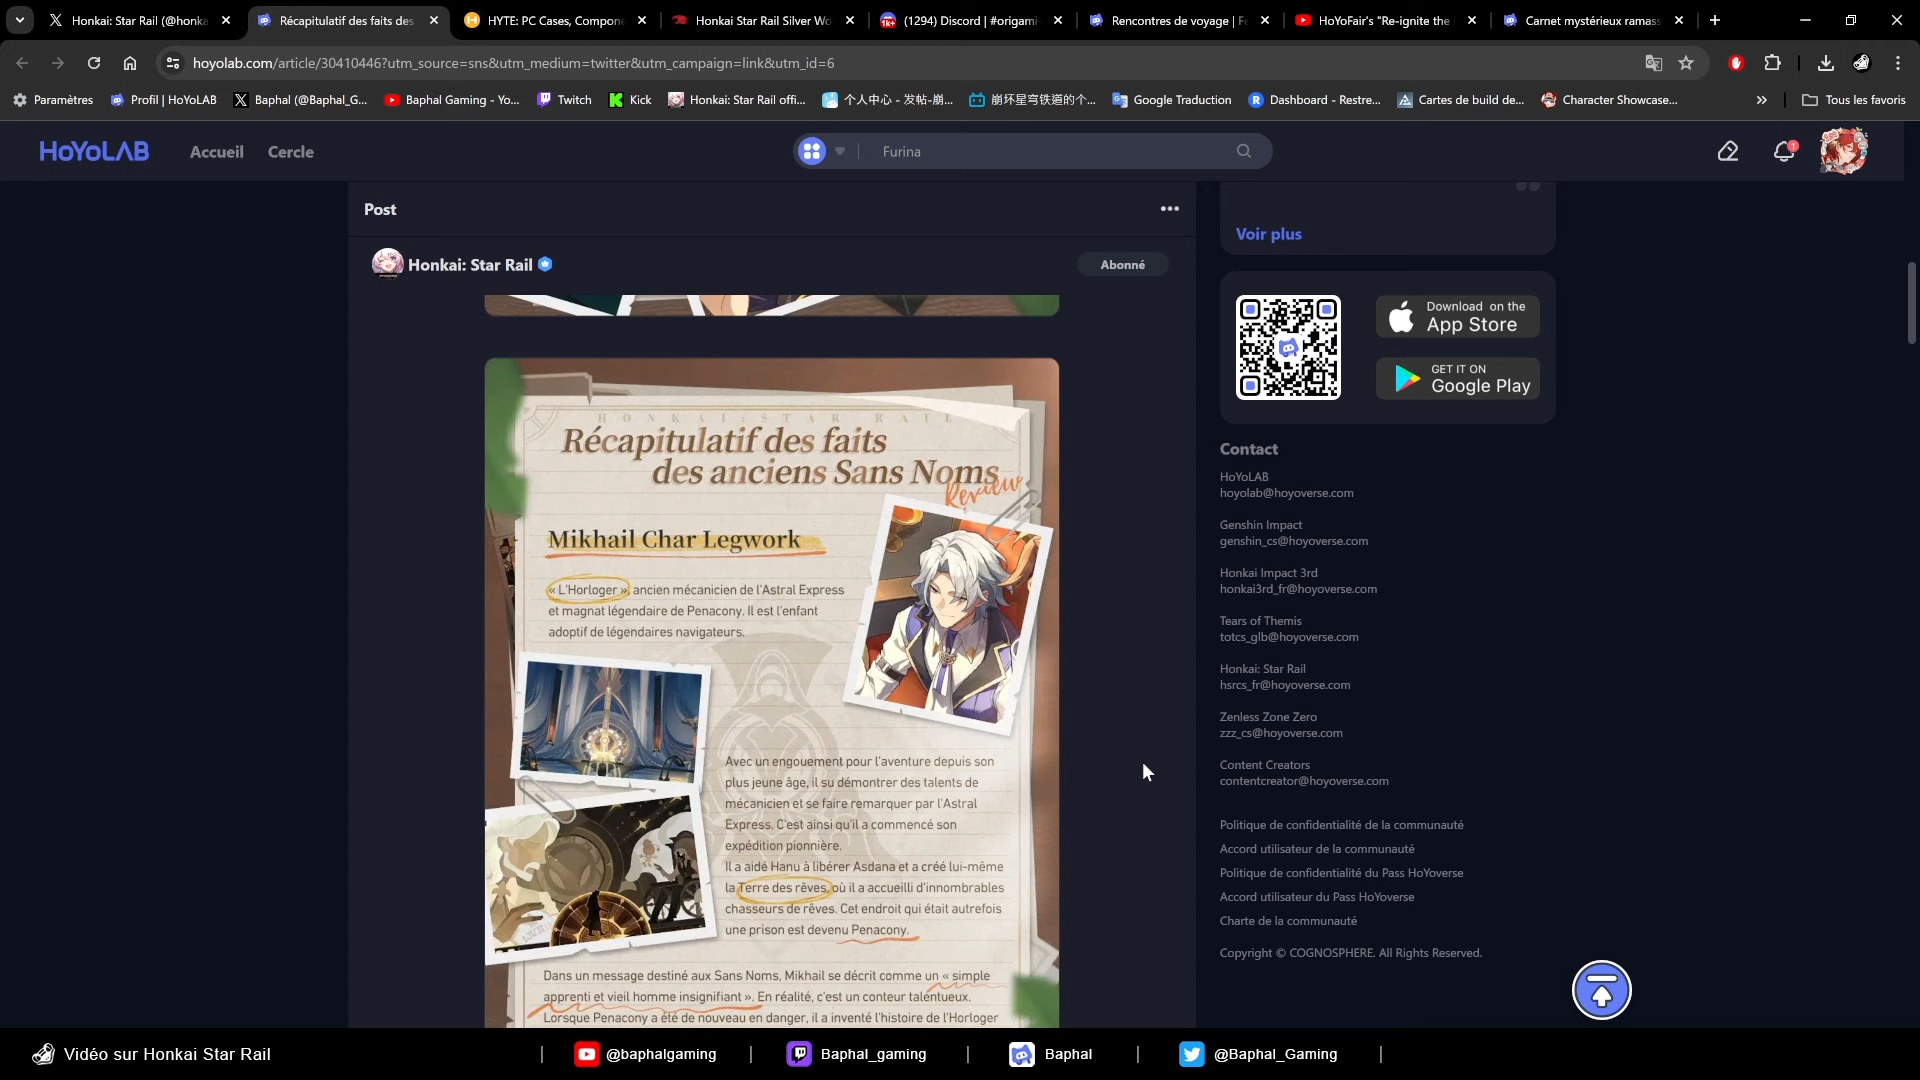 Honkai: Star Rail (@honka
Récapitulatif des faits des
HYTE: PC Cases, Compone
Honkai Star Rail Silver Wo
(1294) Discord | #origami-
Rencontres de voyage | Fe
HoYoFair's "Re-ignite the
Carnet mystérieux ramass
hoyolab.com/article/30410446?utm_source=sns&utm_medium=twitter&utm_campaign=link&utm_id=6
Paramètres
Profil | HoYoLAB
Baphal (@Baphal_G...
Baphal Gaming - Yo...
Twitch
Kick
Honkai: Star Rail offi...
个人中心 - 发帖-崩...
崩坏星穹铁道的个...
Google Traduction
Dashboard - Restre...
Cartes de build de...
Character Showcase...
Tous les favoris
HoYoLAB
Accueil
Cercle
Furina
1
Post
Honkai: Star Rail
Abonné
HONKAI: STAR RAIL
Récapitulatif des faits
des anciens Sans Noms
Review
Mikhail Char Legwork
« L'Horloger », ancien mécanicien de l'Astral Express
et magnat légendaire de Penacony. Il est l'enfant
adoptif de légendaires navigateurs.
Avec un engouement pour l'aventure depuis son
plus jeune âge, il su démontrer des talents de
mécanicien et se faire remarquer par l'Astral
Express. C'est ainsi qu'il a commencé son
expédition pionnière.
Il a aidé Hanu à libérer Asdana et a créé lui-même
la Terre des rêves, où il a accueilli d'innombrables
chasseurs de rêves. Cet endroit qui était autrefois
une prison est devenu Penacony.
Dans un message destiné aux Sans Noms, Mikhail se décrit comme un « simple
apprenti et vieil homme insignifiant ». En réalité, c'est un conteur talentueux.
Lorsque Penacony a été de nouveau en danger, il a inventé l'histoire de l'Horloger
Voir plus
Download on the
App Store
GET IT ON
Google Play
Contact
HoYoLAB
hoyolab@hoyoverse.com
Genshin Impact
genshin_cs@hoyoverse.com
Honkai Impact 3rd
honkai3rd_fr@hoyoverse.com
Tears of Themis
totcs_glb@hoyoverse.com
Honkai: Star Rail
hsrcs_fr@hoyoverse.com
Zenless Zone Zero
zzz_cs@hoyoverse.com
Content Creators
contentcreator@hoyoverse.com
Politique de confidentialité de la communauté
Accord utilisateur de la communauté
Politique de confidentialité du Pass HoYoverse
Accord utilisateur du Pass HoYoverse
Charte de la communauté
Copyright © COGNOSPHERE. All Rights Reserved.
Vidéo sur Honkai Star Rail
@baphalgaming
Baphal_gaming
Baphal
@Baphal_Gaming